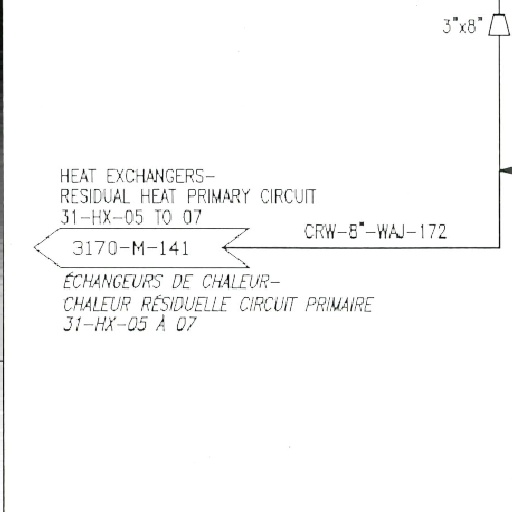 3"x8"
HEAT EXCHANGERS-
RESIDUAL HEAT PRIMARY CIRCUIT
31-HX-05 TO 07
CRW-8"-WAJ-172
3170-M-141
ÉCHANGEURS DE CHALEUR-
CHALEUR RÉSIDUELLE CIRCUIT PRIMAIRE
31-HX-05 À 07